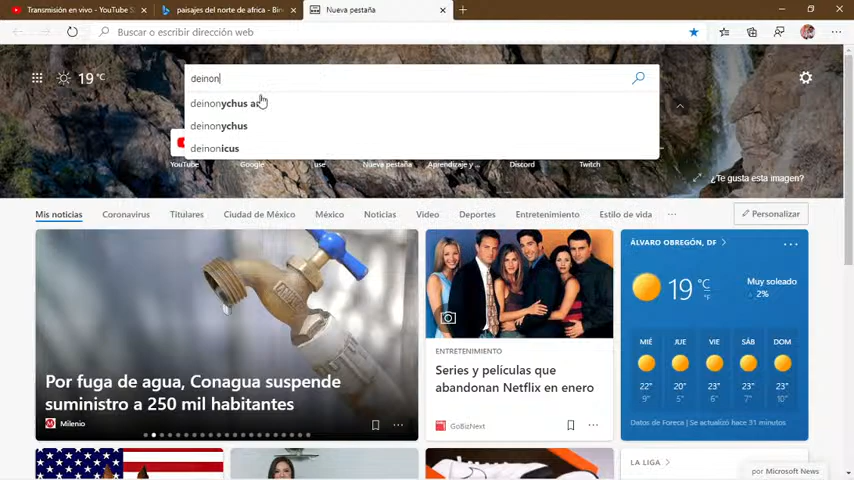 Transmisión en vivo - YouTube S
paisajes del norte de africa - Bin
Nueva pestaña
Buscar o escribir dirección web
19 °C
deinon
deinonychus
deinonicus
YouTube
Google
use
Nueva pestaña
Aprendizaje y ...
Discord
Twitch
¿Te gusta esta imagen?
Mis noticias
Coronavirus
Titulares
Ciudad de México
México
Noticias
Video
Deportes
Entretenimiento
Estilo de vida
...
Personalizar
Por fuga de agua, Conagua suspende
suministro a 250 mil habitantes
Milenio
ENTRETENIMIENTO
Series y películas que
abandonan Netflix en enero
GoBizNext
ÁLVARO OBREGÓN, DF
19 °C
°F
Muy soleado
2%
MIÉ JUE VIE SÁB DOM
22° 20° 23° 23° 23°
9° 5° 6° 7° 10°
Datos de Foreca | Se actualizó hace 31 minutos
LA LIGA
por Microsoft News